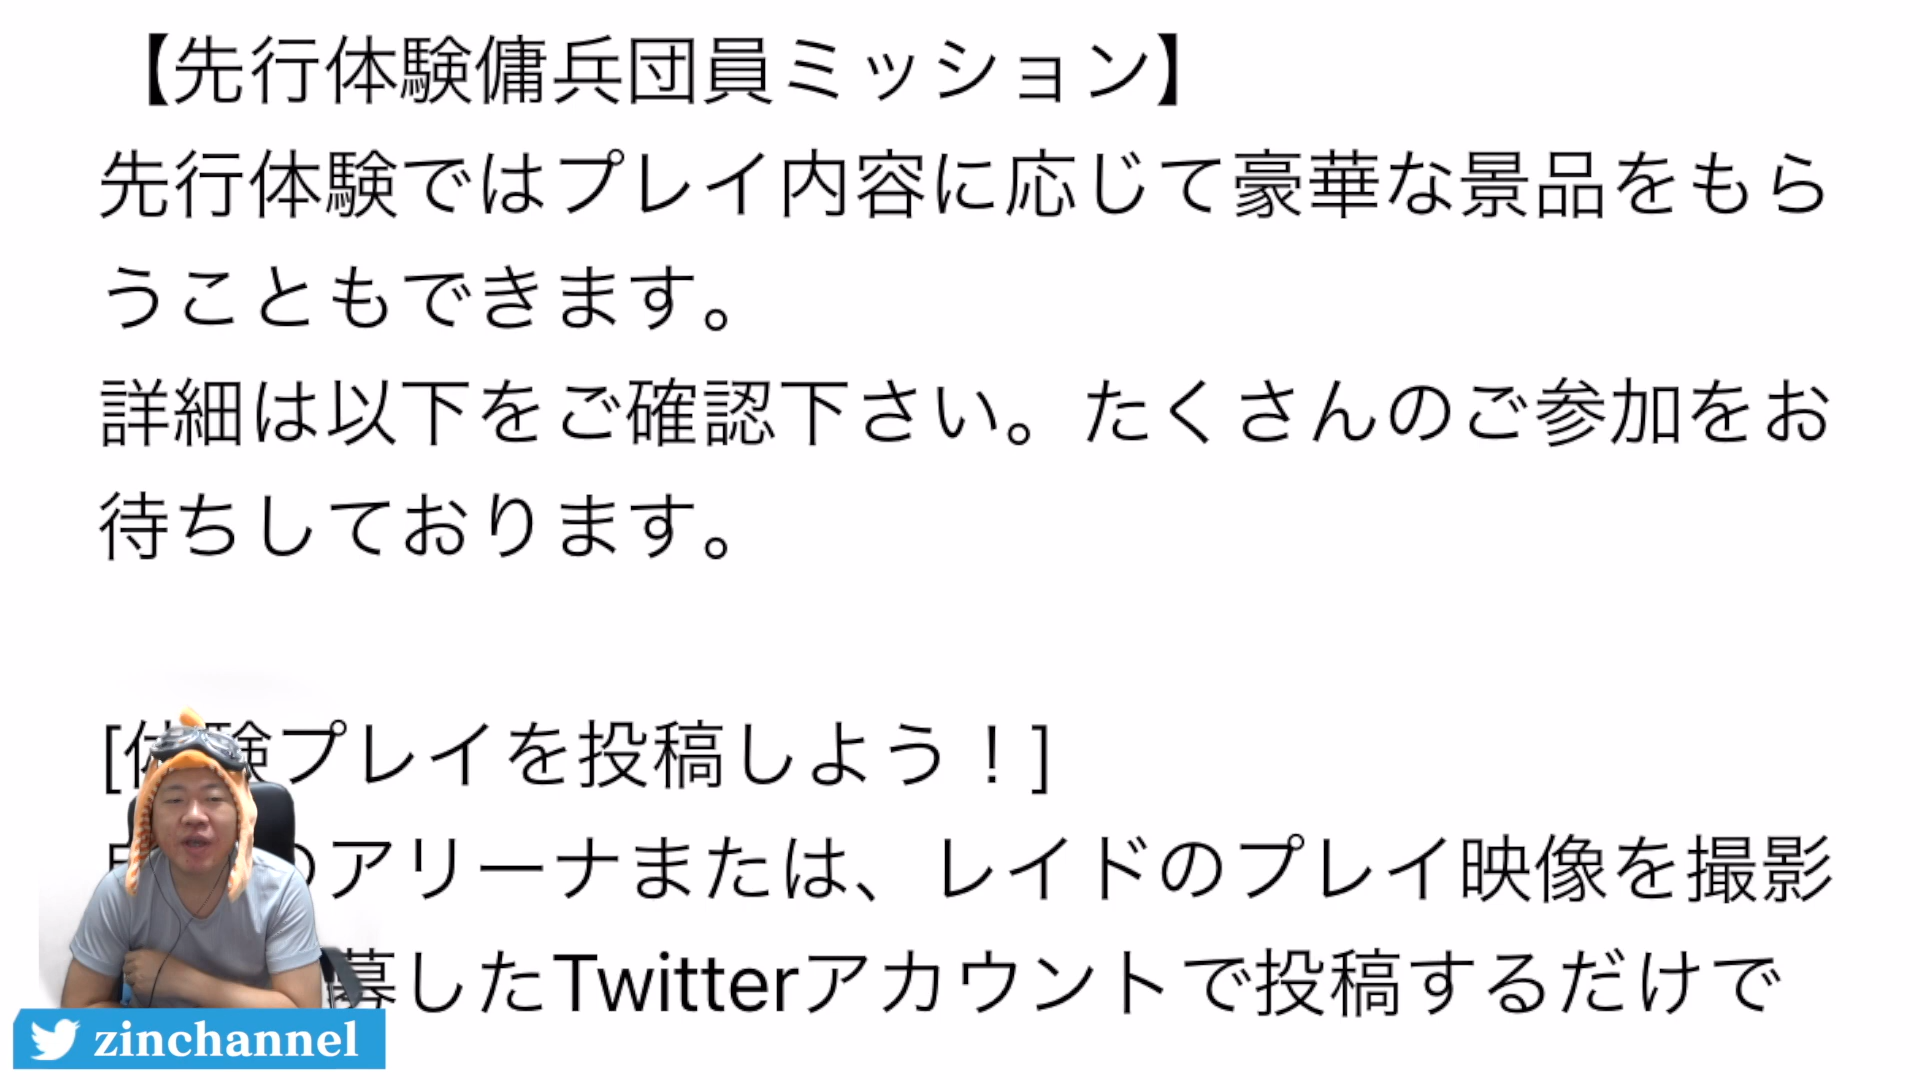 【先行体験傭兵団員ミッション】
先行体験ではプレイ内容に応じて豪華な景品をもら
うこともできます。
詳細は以下をご確認下さい。たくさんのご参加をお
待ちしております。
[体験プレイを投稿しよう！]
のアリーナまたは、レイドのプレイ映像を撮影
募したTwitterアカウントで投稿するだけで
zinchannel